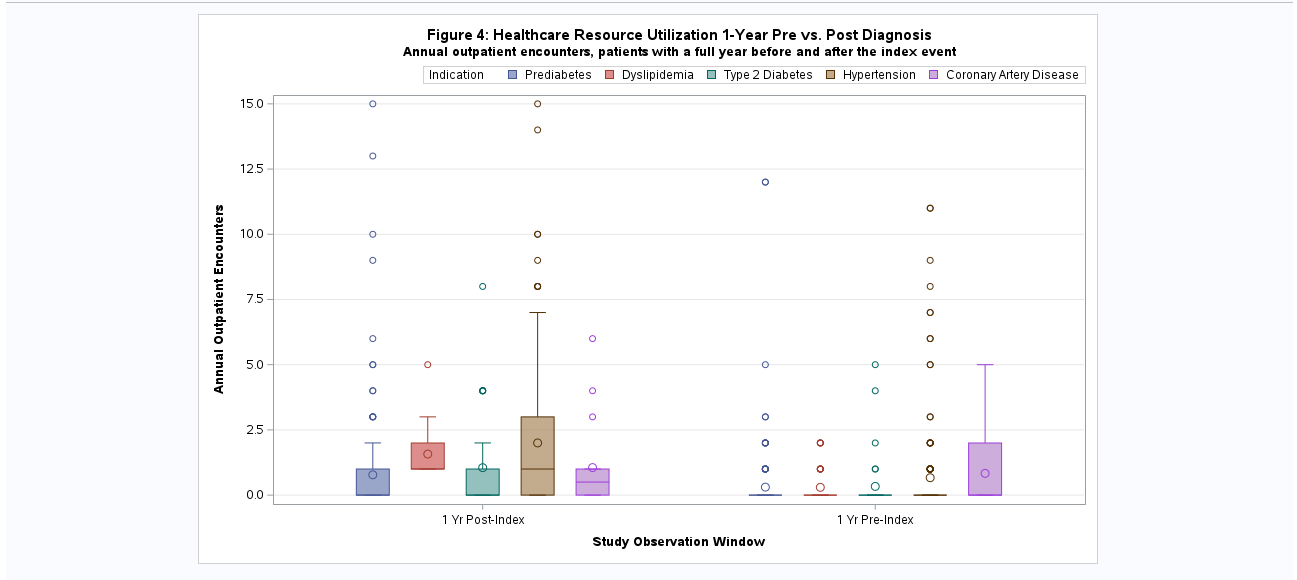 Figure 4: Healthcare Resource Utilization 1-Year Pre vs. Post Diagnosis
Annual outpatient encounters, patients with a full year before and after the index event
Indication Prediabetes Dyslipidemia Type 2 Diabetes Hypertension Coronary Artery Disease
15.0
12.5
10.0
7.5
5.0
2.5
0.0
Annual Outpatient Encounters
1 Yr Post-Index 1 Yr Pre-Index
Study Observation Window